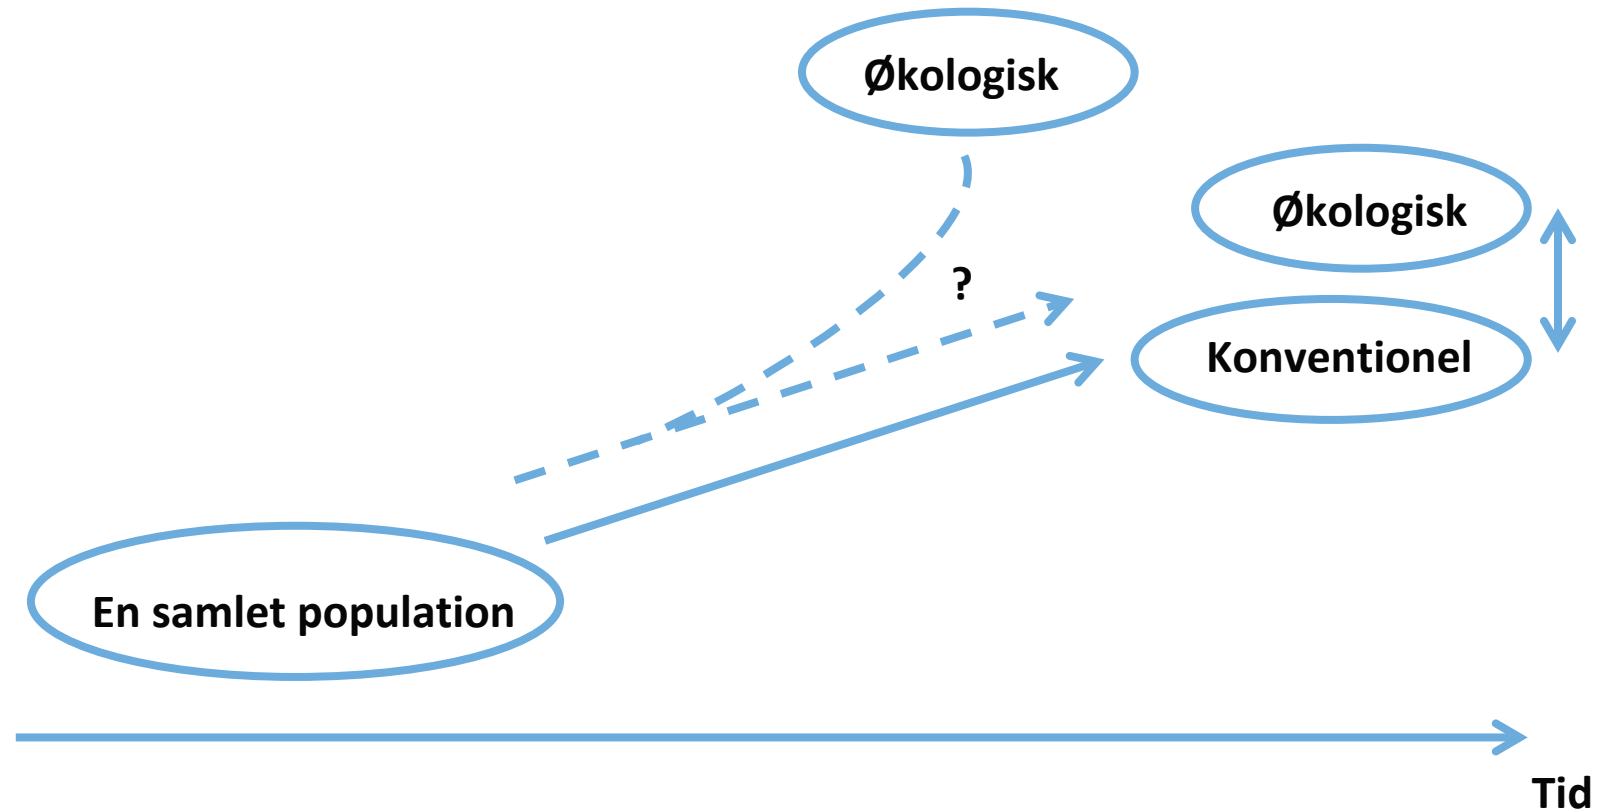 Økologisk
Økologisk
?
Konventionel
En samlet population
Tid